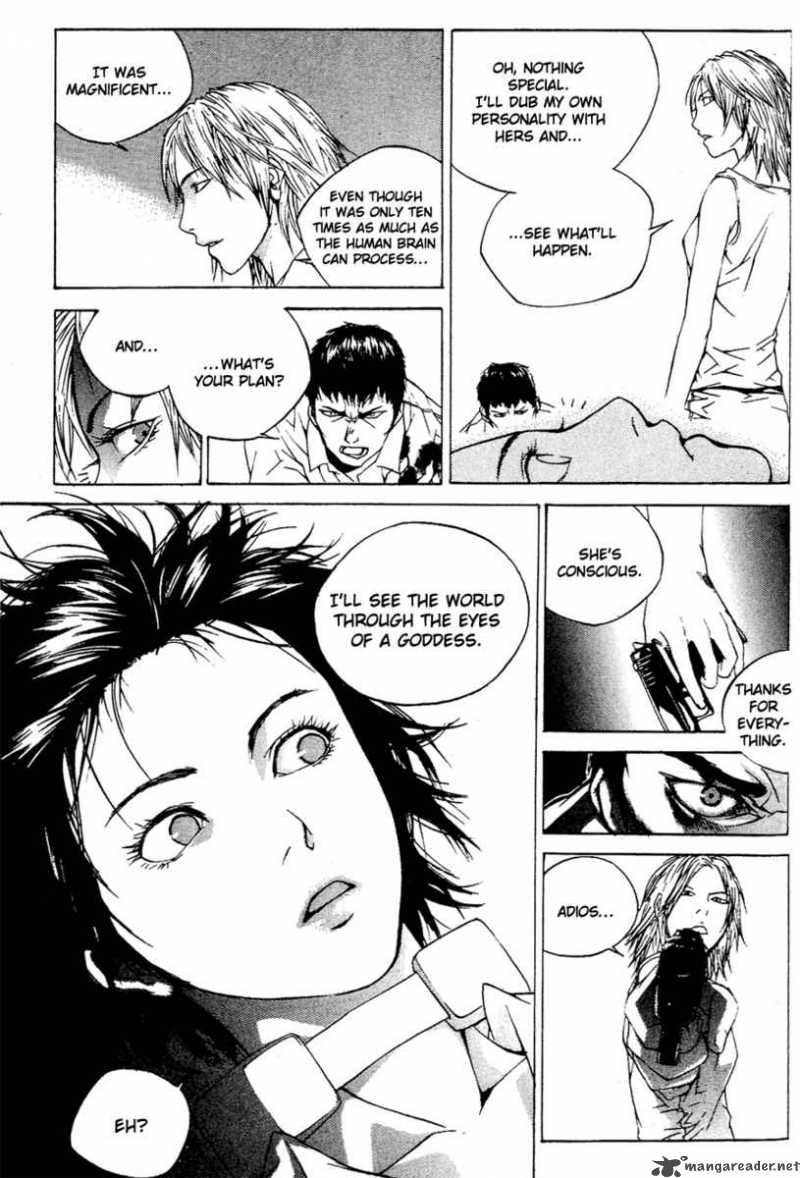 IT WAS
MAGNIFICENT...
EVEN THOUGH
IT WAS ONLY TEN
TIMES AS MUCH AS
THE HUMAN BRAIN
CAN PROCESS...
AND...
...WHAT'S
YOUR PLAN?
OH, NOTHING
SPECIAL.
I'LL DUB MY OWN
PERSONALITY WITH
HERS AND...
...SEE WHAT'LL
HAPPEN.
I'LL SEE THE WORLD
THROUGH THE EYES
OF A GODDESS.
EH?
SHE'S
CONSCIOUS.
THANKS
FOR
EVERY-
THING.
ADIOS...
mangareader.net